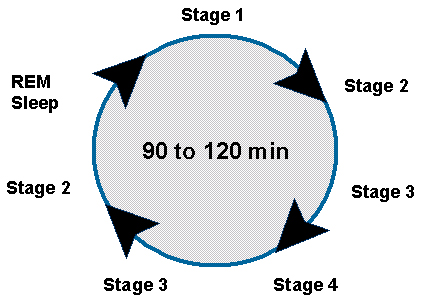 Stage 1
Stage 2
Stage 3
Stage 4
Stage 3
Stage 2
REM
Sleep
90 to 120 min